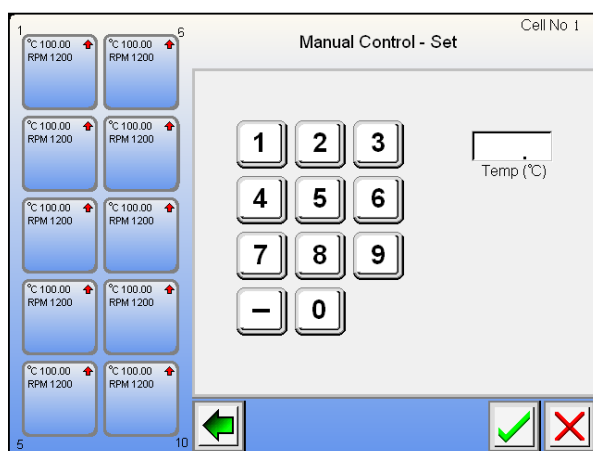 1
6
°C 100.00
RPM 1200
°C 100.00
RPM 1200
°C 100.00
RPM 1200
°C 100.00
RPM 1200
°C 100.00
RPM 1200
°C 100.00
RPM 1200
°C 100.00
RPM 1200
°C 100.00
RPM 1200
°C 100.00
RPM 1200
°C 100.00
RPM 1200
5
10
Cell No 1
Manual Control - Set
1 2 3
4 5 6
7 8 9
– 0
.
Temp (°C)